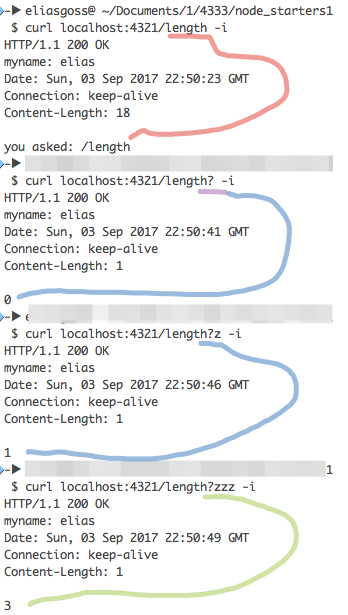 eliasgoss@ ~/Documents/1/4333/node_starters1
$ curl localhost:4321/length -i
HTTP/1.1 200 OK
myname: elias
Date: Sun, 03 Sep 2017 22:50:23 GMT
Connection: keep-alive
Content-Length: 18
you asked: /length
$ curl localhost:4321/length? -i
HTTP/1.1 200 OK
myname: elias
Date: Sun, 03 Sep 2017 22:50:41 GMT
Connection: keep-alive
Content-Length: 1
0
$ curl localhost:4321/length?z -i
HTTP/1.1 200 OK
myname: elias
Date: Sun, 03 Sep 2017 22:50:46 GMT
Connection: keep-alive
Content-Length: 1
1
1
$ curl localhost:4321/length?zzz -i
HTTP/1.1 200 OK
myname: elias
Date: Sun, 03 Sep 2017 22:50:49 GMT
Connection: keep-alive
Content-Length: 1
3